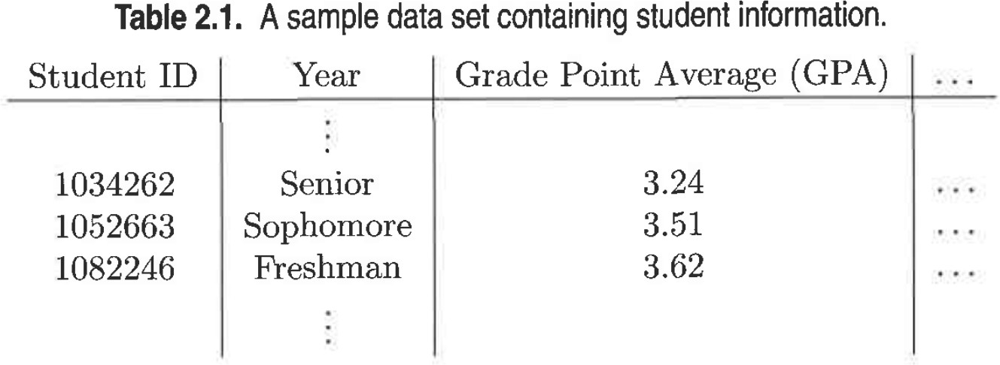 Table 2.1. A sample data set containing student information.
Student ID Year Grade Point Average (GPA) ...
⋮
1034262 Senior 3.24 ...
1052663 Sophomore 3.51 ...
1082246 Freshman 3.62 ...
⋮